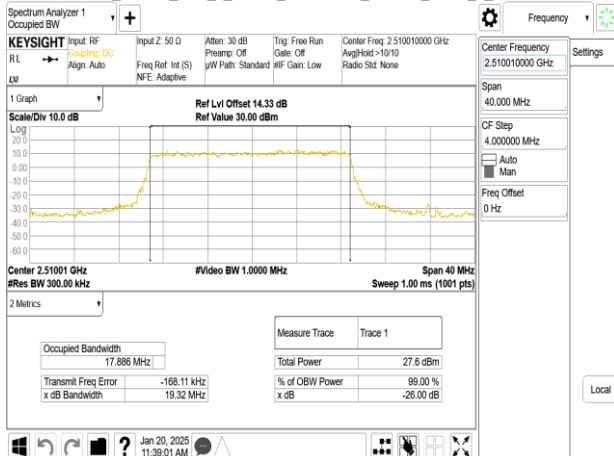 Spectrum Analyzer 1
Occupied BW
Frequency
KEYSIGHT
RL
Input: RF
Coupling: DC
Align: Auto
Input Z: 50 Ω
Freq Ref: Int (S)
NFE: Adaptive
Atten: 30 dB
Preamp: Off
µW Path: Standard
Trig: Free Run
Gate: Off
#IF Gain: Low
Center Freq: 2.510010000 GHz
Avg|Hold:>10/10
Radio Std: None
Center Frequency
2.510010000 GHz
Settings
Span
40.000 MHz
CF Step
4.000000 MHz
Auto
Man
Freq Offset
0 Hz
Local
1 Graph
Scale/Div 10.0 dB
Ref Lvl Offset 14.33 dB
Ref Value 30.00 dBm
Log
20.0
10.0
0.00
-10.0
-20.0
-30.0
-40.0
-50.0
-60.0
Center 2.51001 GHz
#Video BW 1.0000 MHz
Span 40 MHz
#Res BW 300.00 kHz
Sweep 1.00 ms (1001 pts)
2 Metrics
Measure Trace Trace 1
Occupied Bandwidth
17.886 MHz
Total Power 27.6 dBm
Transmit Freq Error -168.11 kHz
% of OBW Power 99.00 %
x dB Bandwidth 19.32 MHz
x dB -26.00 dB
?
Jan 20, 2025
11:39:01 AM